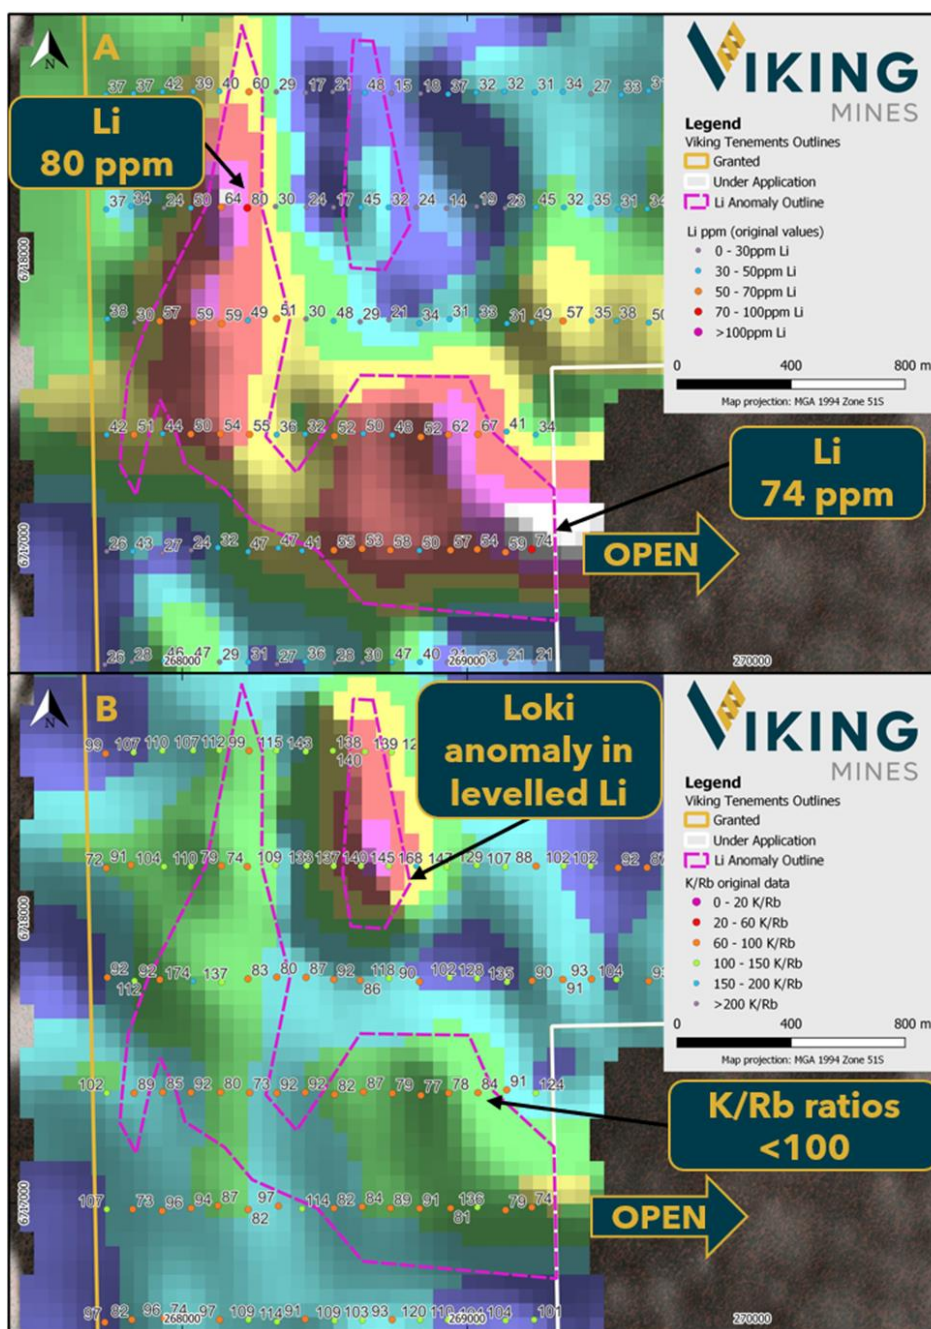 A
N
37 37 42 39 40 60 29 17 21 48 15 18 37 32 32 31 34 27 33
Li
80 ppm
37 34 24 50 64 80 30 24 17 45 32 24 14 19 23 45 32 35 31 34
6718000
38 30 57 59 59 49 51 30 48 29 21 34 31 33 31 49 57 35 38 50
42 51 44 50 54 55 36 32 52 50 48 52 62 67 41 34
Li
74 ppm
6717000
26 43 27 24 32 47 47 41 55 53 58 50 57 54 59 74
OPEN
26 28 46 47 29 31 27 36 28 30 47 40 21 21 21
268000
269000
270000
VIKING
MINES
Legend
Viking Tenements Outlines
Granted
Under Application
Li Anomaly Outline
Li ppm (original values)
0 - 30ppm Li
30 - 50ppm Li
50 - 70ppm Li
70 - 100ppm Li
>100ppm Li
0 400 800 m
Map projection: MGA 1994 Zone 51S
B
N
99 107 110 107 112 99 115 143 138 139
140
Loki
anomaly in
levelled Li
72 91 104 110 79 74 109 133 137 140 145 168 147 129 107 88 102 102 92
6718000
92 92 174 137 83 80 87 92 118 90 102 128 135 90 93 104
112 86 91
102 89 85 92 80 73 92 92 82 87 79 77 78 84 91 124
K/Rb ratios
<100
6717000
107 73 96 94 87 97 114 82 84 89 91 136 79 74
82 81
OPEN
97 82 96 74 97 109 114 91 109 103 93 120 104 101
268000
269000
270000
VIKING
MINES
Legend
Viking Tenements Outlines
Granted
Under Application
Li Anomaly Outline
K/Rb original data
0 - 20 K/Rb
20 - 60 K/Rb
60 - 100 K/Rb
100 - 150 K/Rb
150 - 200 K/Rb
>200 K/Rb
0 400 800 m
Map projection: MGA 1994 Zone 51S